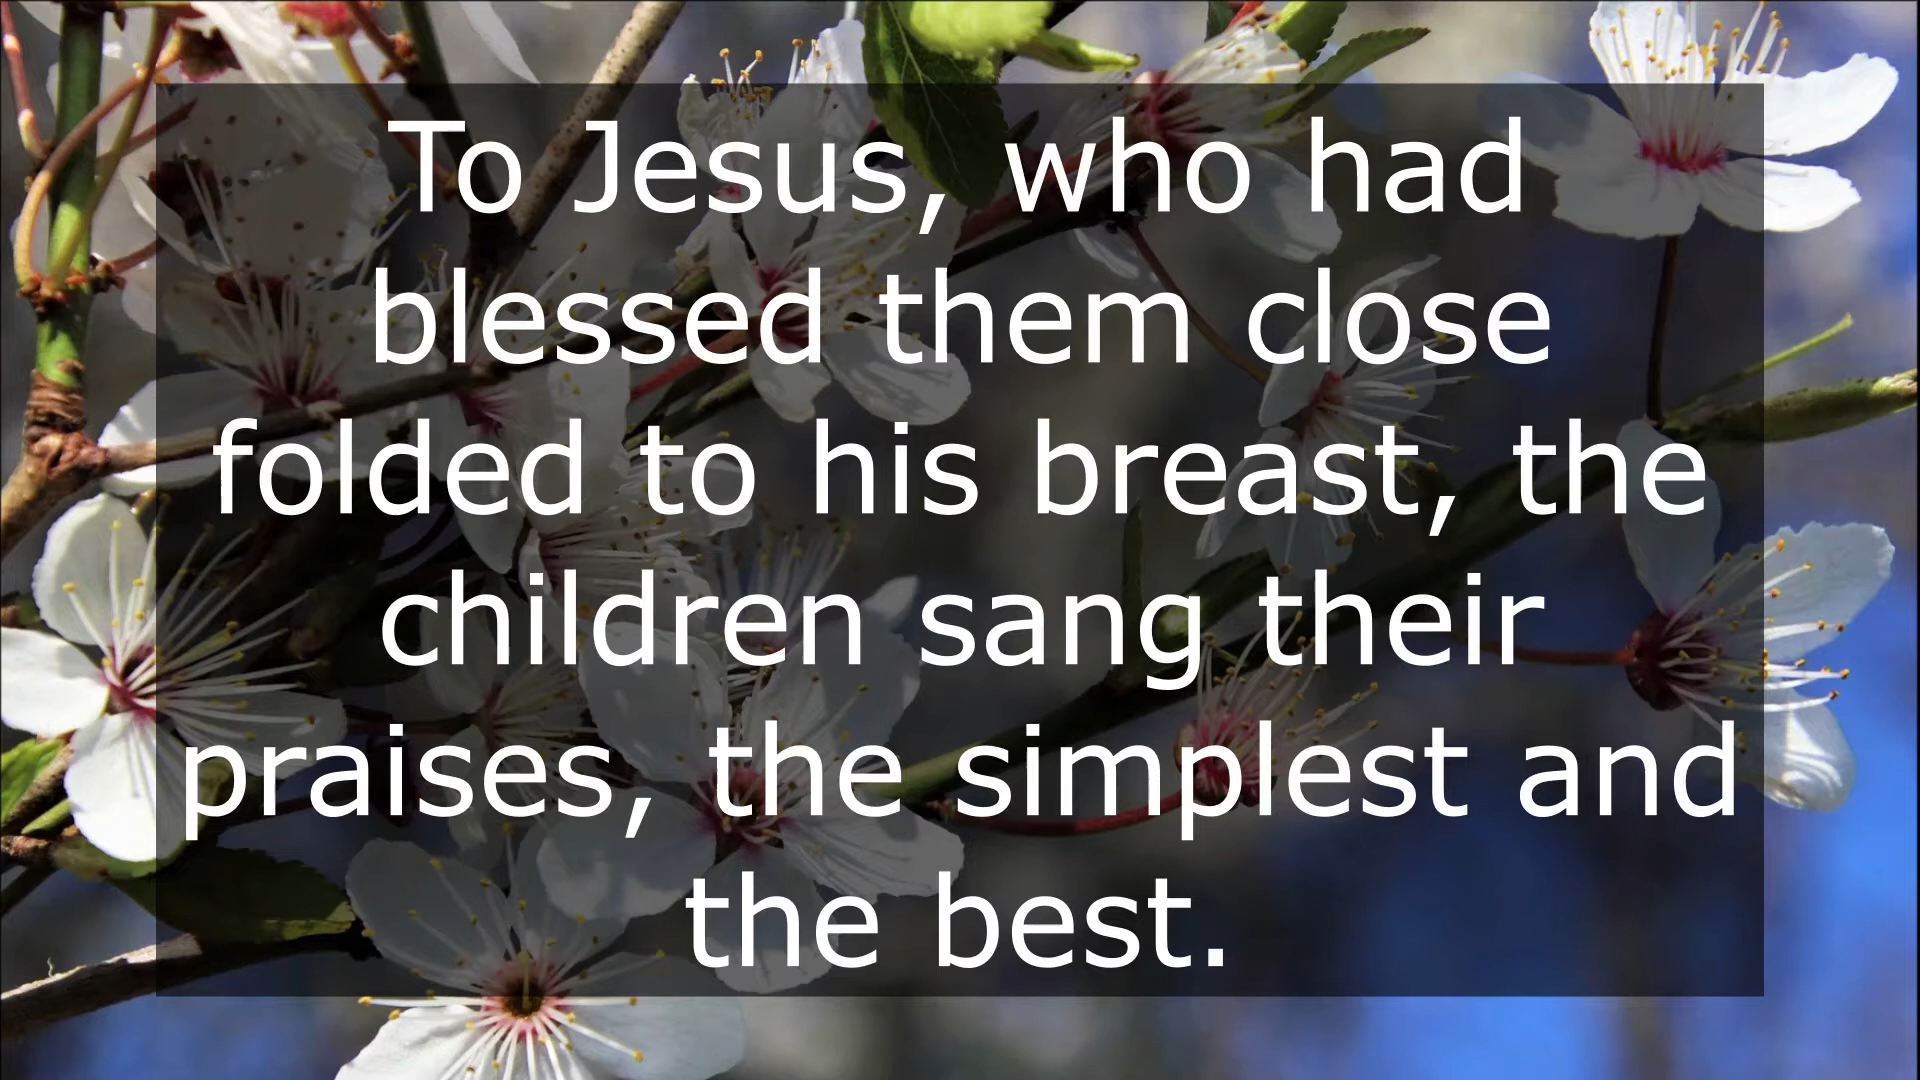 To Jesus, who had
blessed them close
folded to his breast, the
children sang their
praises, the simplest and
the best.